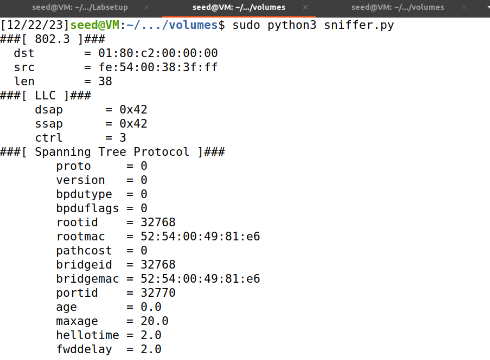 seed@VM: ~/.../Labsetup seed@VM: ~/.../volumes seed@VM: ~/.../volumes
[12/22/23]seed@VM:~/.../volumes$ sudo python3 sniffer.py
###[ 802.3 ]###
  dst       = 01:80:c2:00:00:00
  src       = fe:54:00:38:3f:ff
  len       = 38
###[ LLC ]###
     dsap      = 0x42
     ssap      = 0x42
     ctrl      = 3
###[ Spanning Tree Protocol ]###
        proto     = 0
        version   = 0
        bpdutype  = 0
        bpduflags = 0
        rootid    = 32768
        rootmac   = 52:54:00:49:81:e6
        pathcost  = 0
        bridgeid  = 32768
        bridgemac = 52:54:00:49:81:e6
        portid    = 32770
        age       = 0.0
        maxage    = 20.0
        hellotime = 2.0
        fwddelay  = 2.0